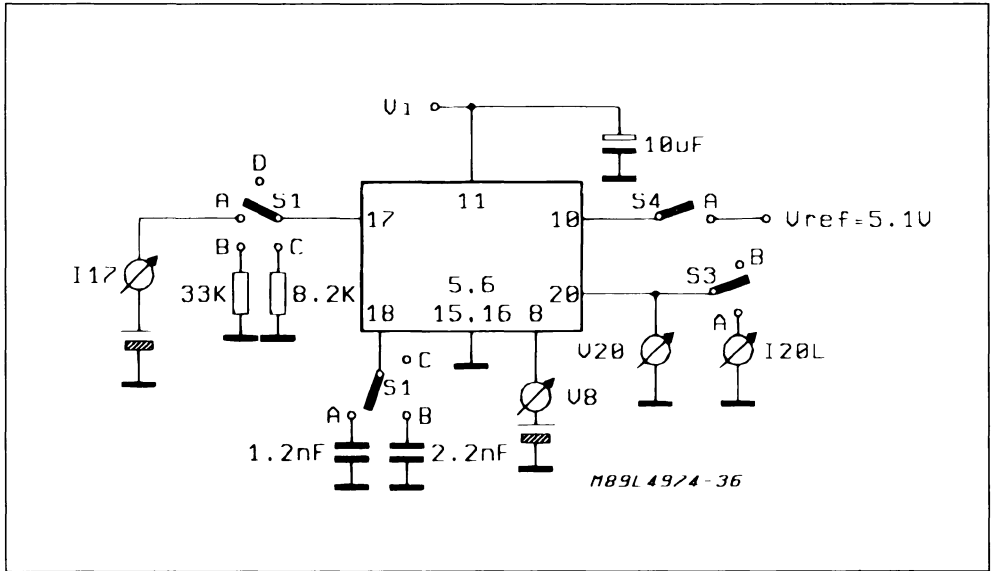 Vi
10uF
D
A
S1
17
11
10
S4
A
Vref=5.1V
B
C
I17
33K
8.2K
5.6
20
S3
B
18
15.16
8
A
V20
I20L
C
S1
V8
A
B
1.2nF
2.2nF
M89L4974-36